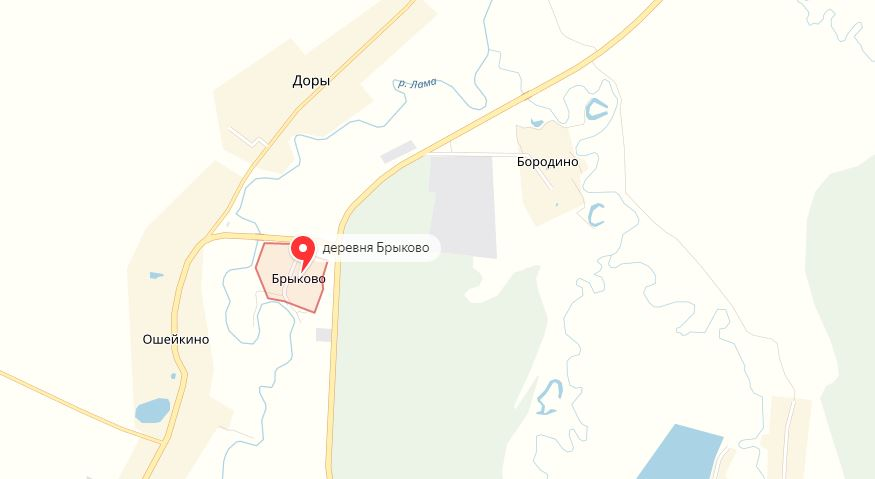 Доры
р. Лама
Бородино
деревня Брыково
Брыково
Ошейкино